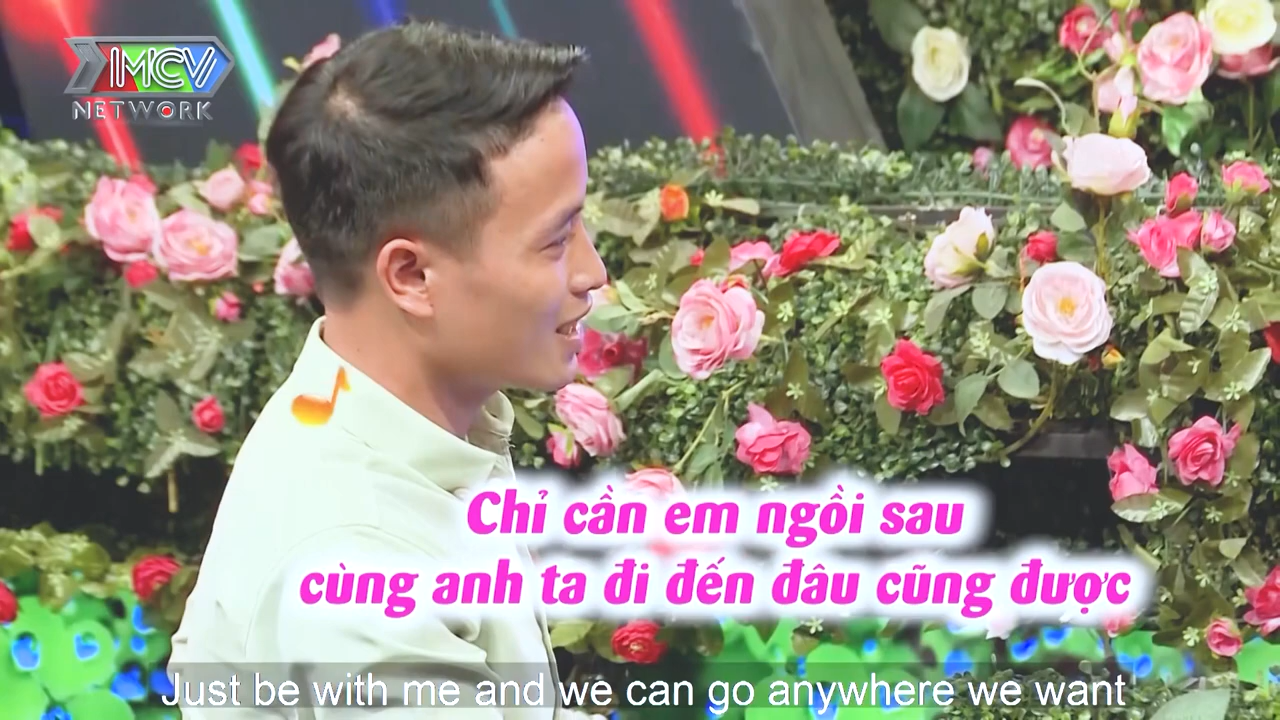 MCV
NETWORK
Chỉ cần em ngồi sau
cùng anh ta đi đến đâu cũng được
Just be with me and we can go anywhere we want